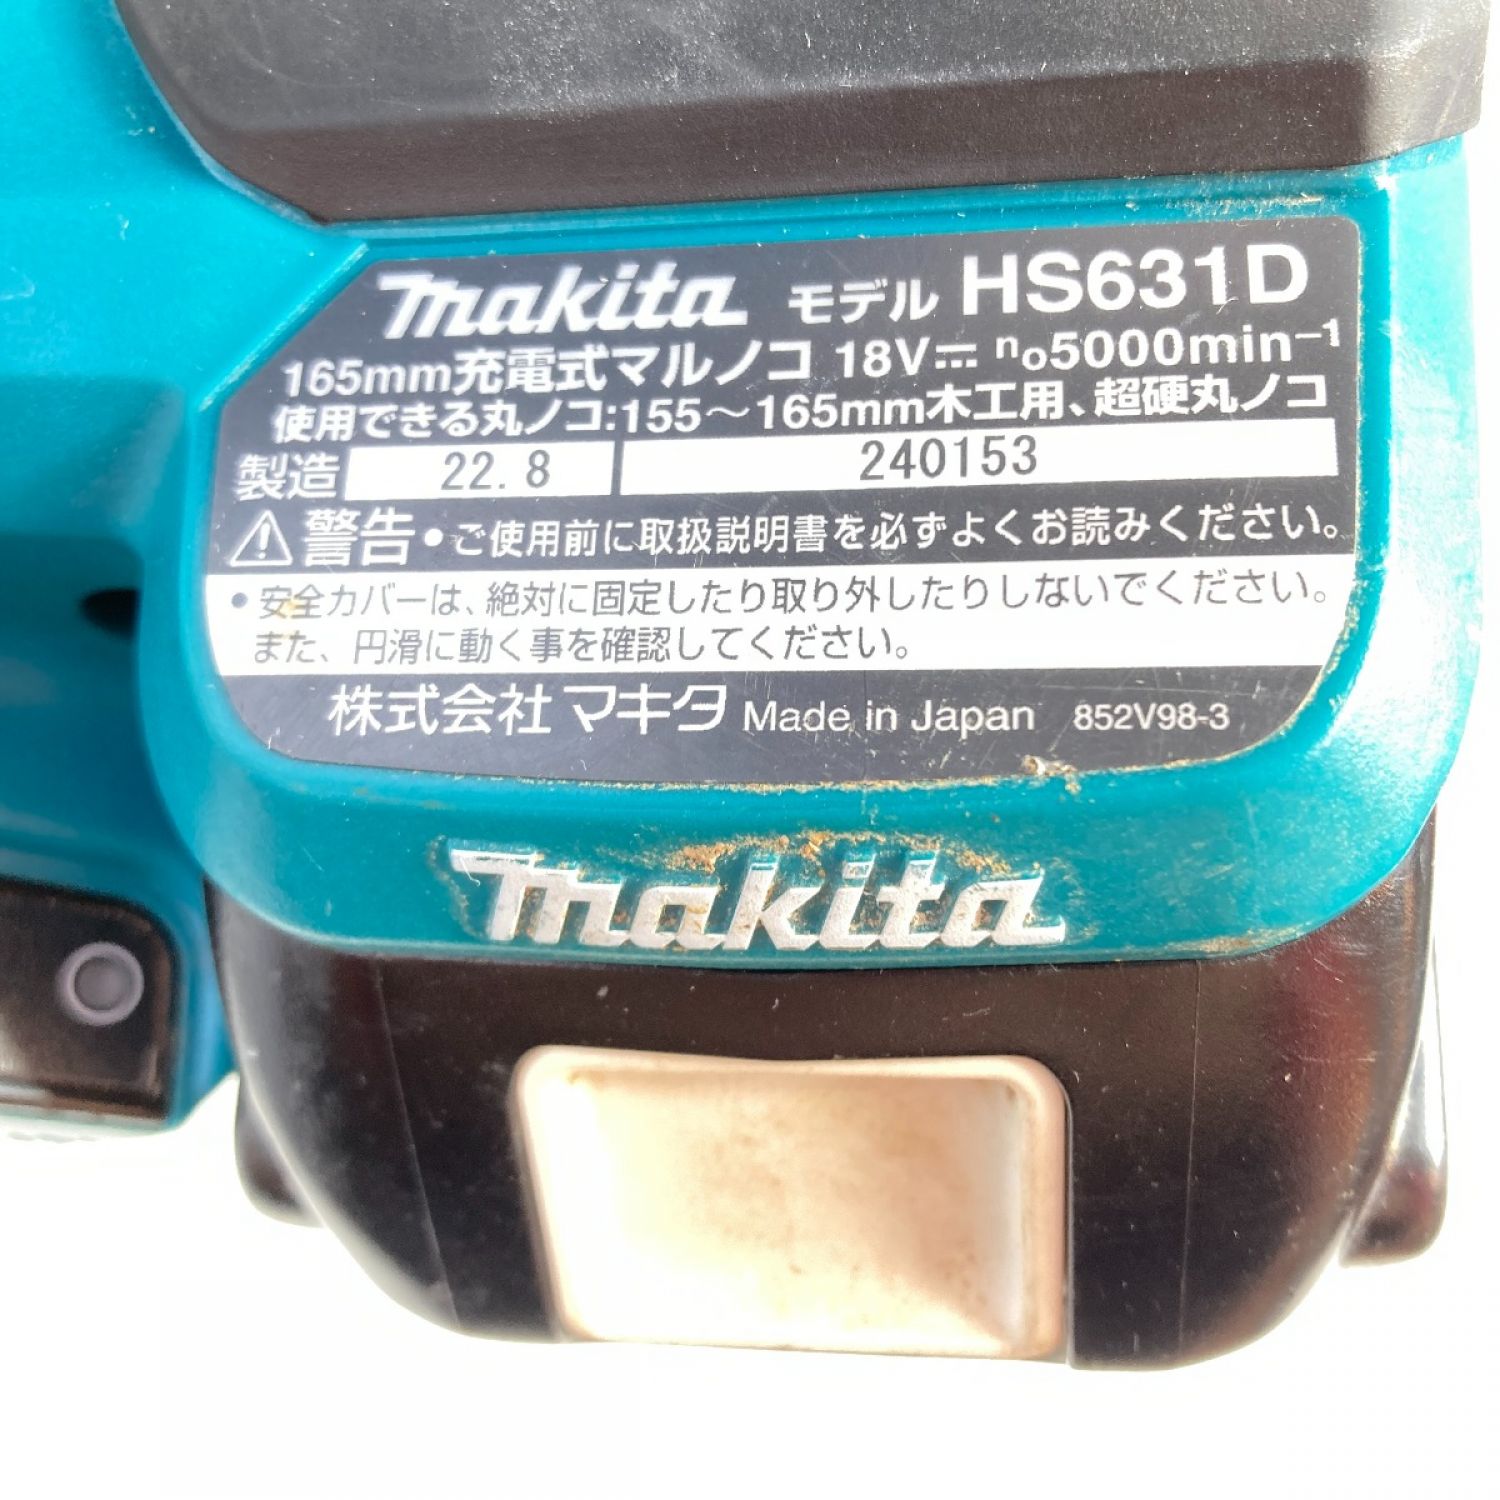 makita モデル HS631D
165mm充電式マルノコ 18V⎓ n₀5000min⁻¹
使用できる丸ノコ:155～165mm木工用、超硬丸ノコ
製造 22.8 240153
⚠警告 •ご使用前に取扱説明書を必ずよくお読みください。
•安全カバーは、絶対に固定したり取り外したりしないでください。
また、円滑に動く事を確認してください。
株式会社マキタ Made in Japan 852V98-3
makita